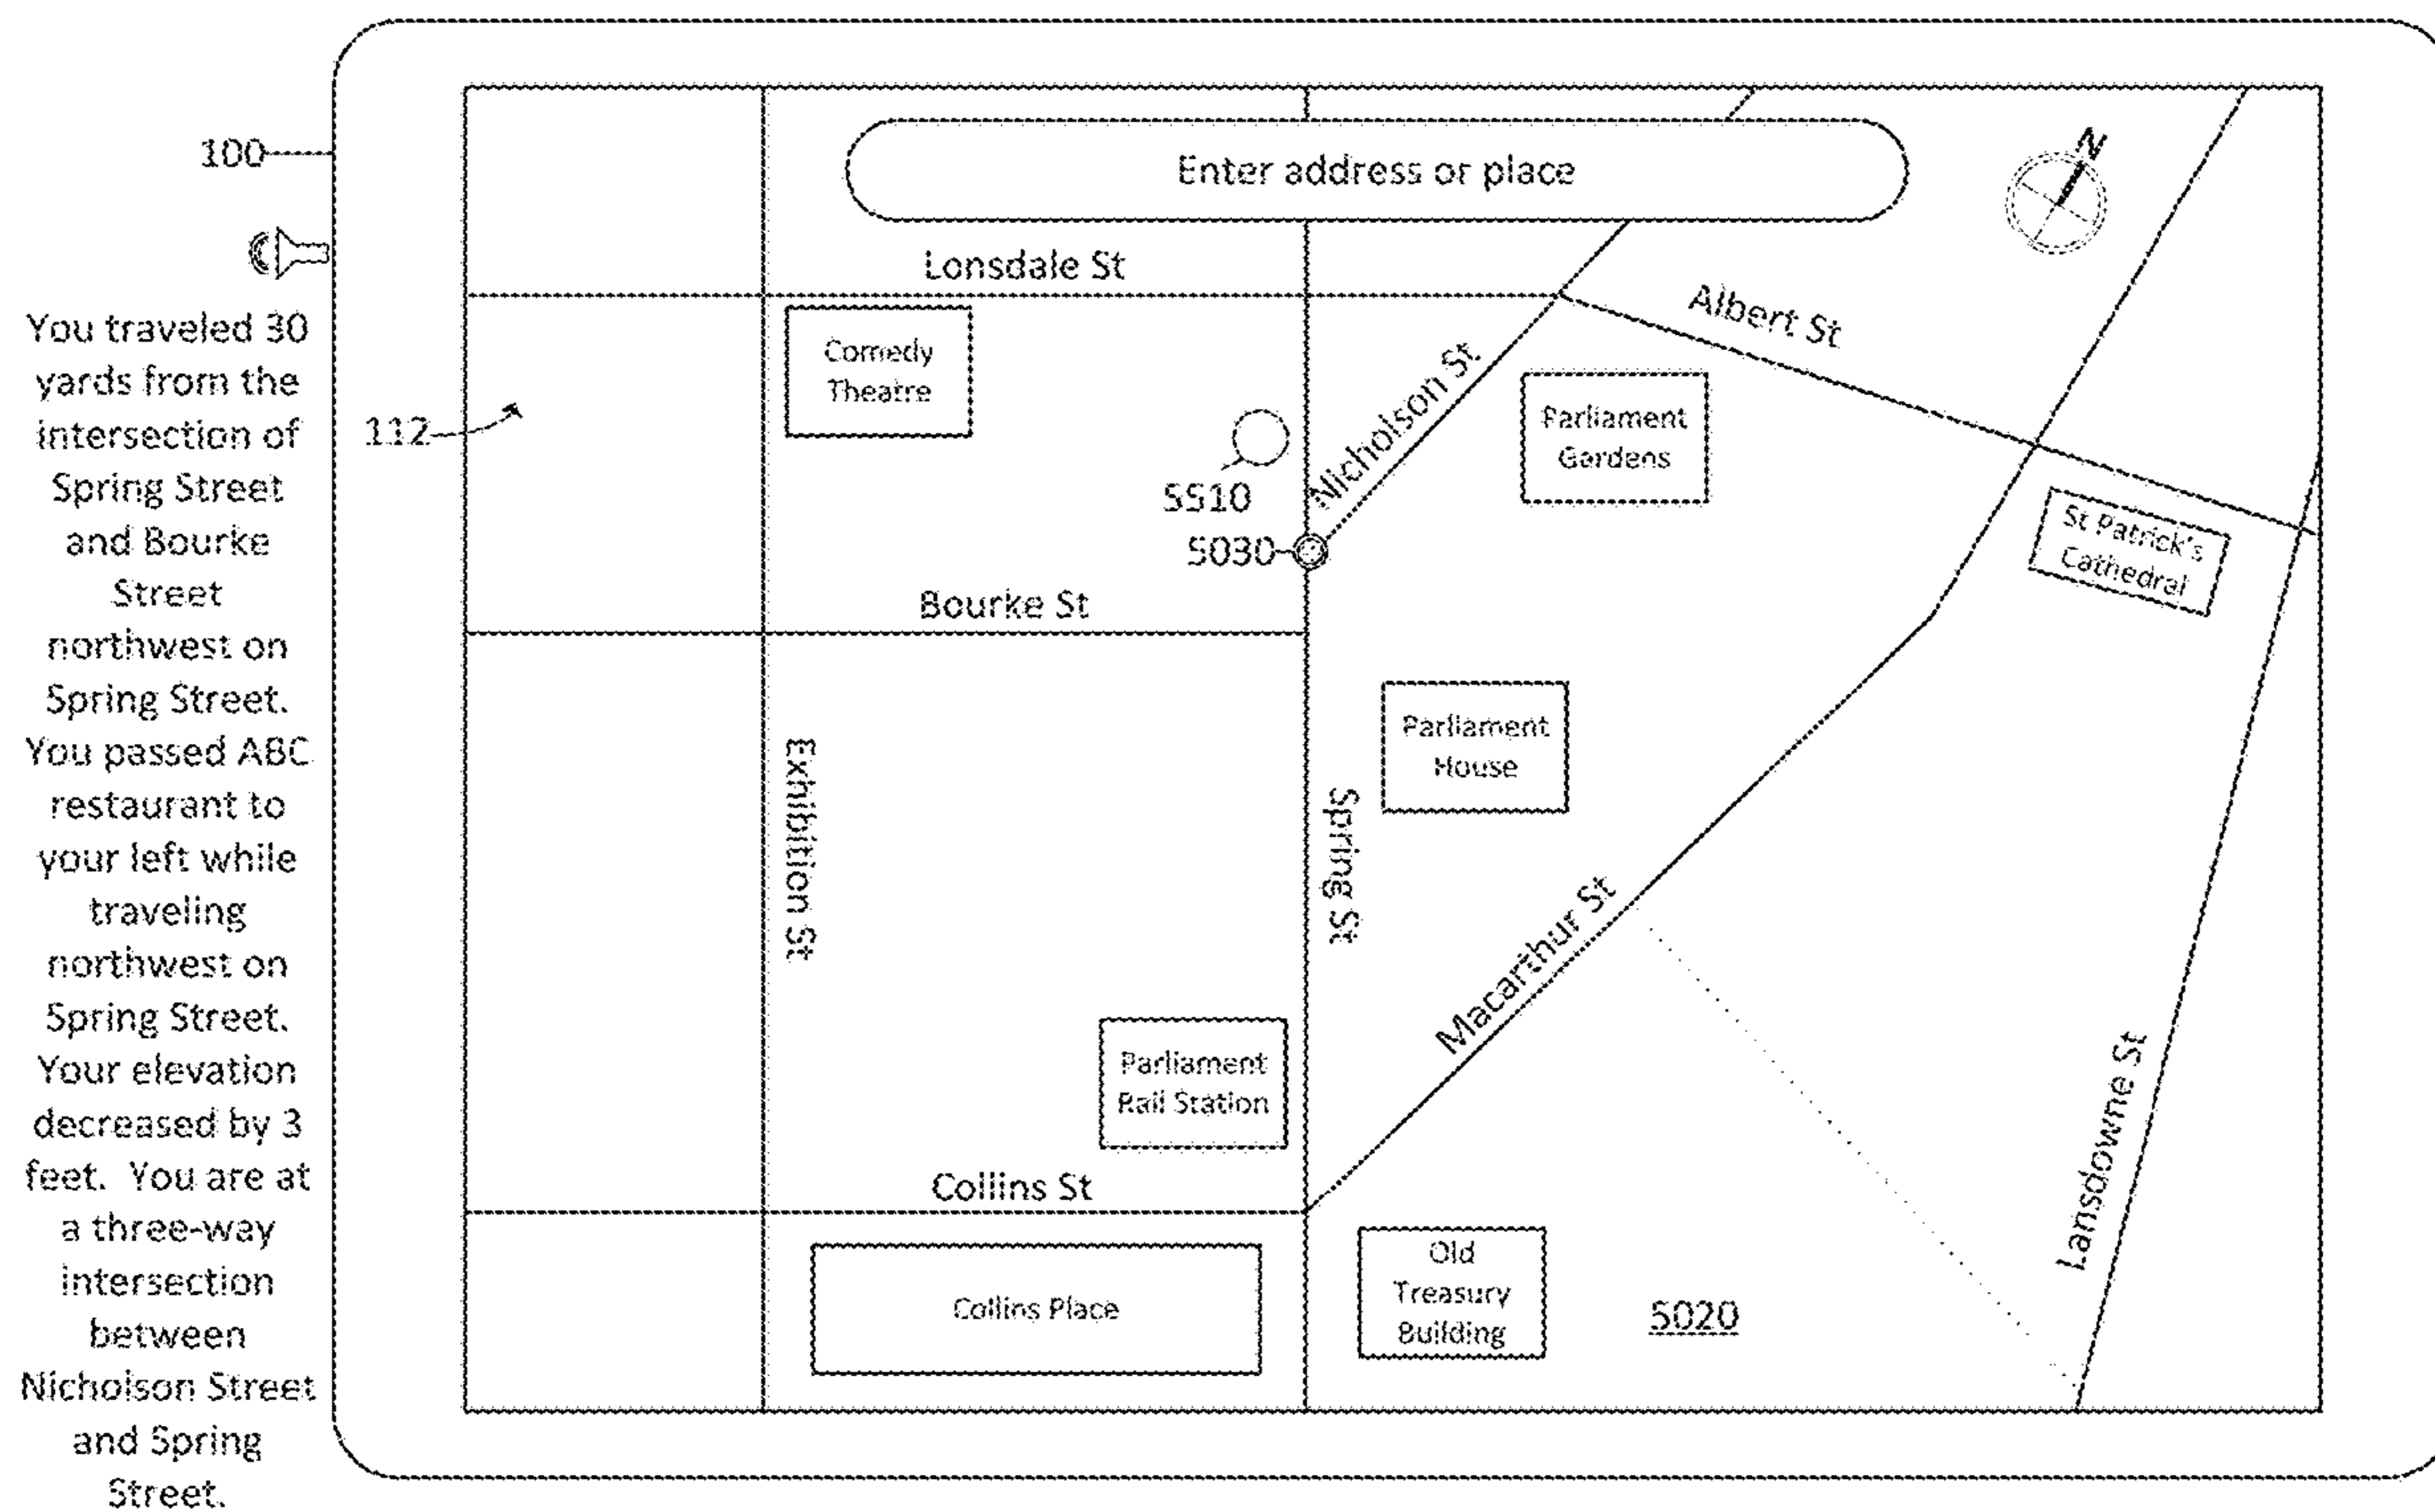 100
You traveled 30
yards from the
intersection of
Spring Street
and Bourke
Street
northwest on
Spring Street.
You passed ABC
restaurant to
your left while
traveling
northwest on
Spring Street.
Your elevation
decreased by 3
feet. You are at
a three-way
intersection
between
Nicholson Street
and Spring
Street.
Enter address or place
N
Lonsdale St
Albert St
Comedy
Theatre
112
Nicholson St
Parliament
Gardens
5510
5030
St Patrick's
Cathedral
Bourke St
Parliament
House
Exhibition St
Spring St
Macarthur St
Parliament
Rail Station
Lansdowne St
Collins St
Collins Place
Old
Treasury
Building
5020